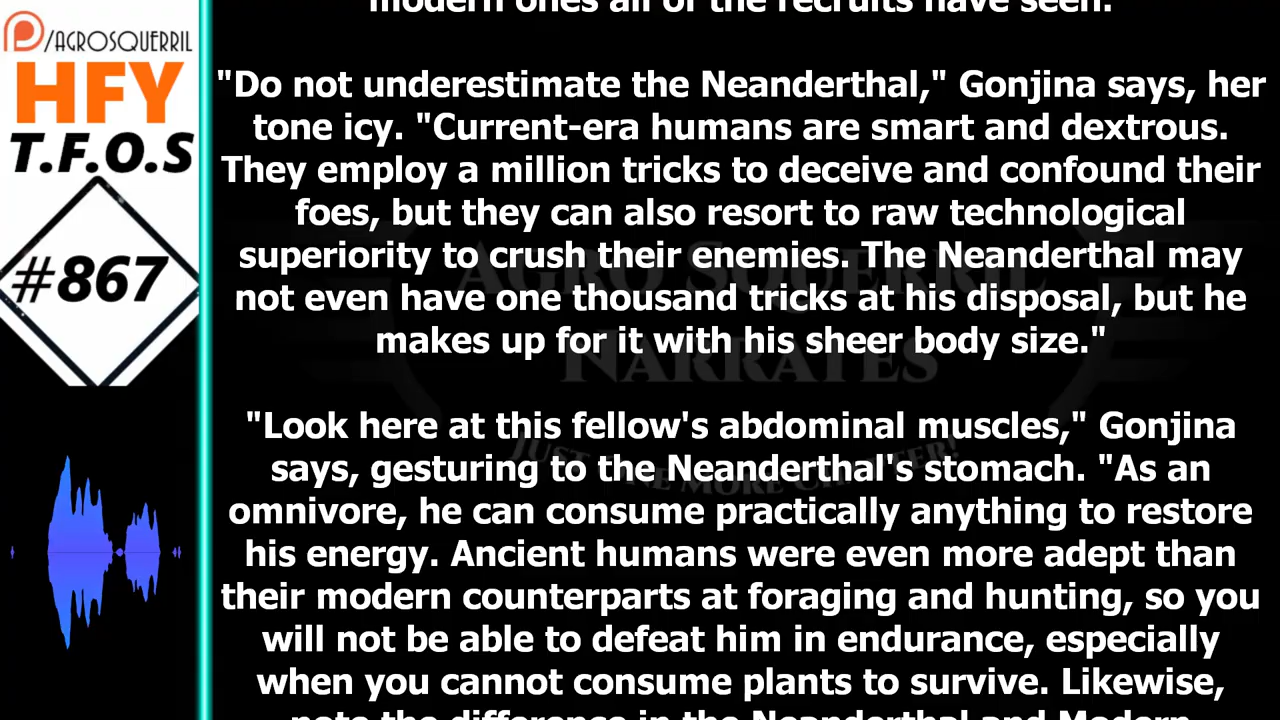 /AGROSQUERRIL
HFY
T.F.O.S
#867
modern ones all of the recruits have seen.
"Do not underestimate the Neanderthal," Gonjina says, her
tone icy. "Current-era humans are smart and dextrous.
They employ a million tricks to deceive and confound their
foes, but they can also resort to raw technological
superiority to crush their enemies. The Neanderthal may
not even have one thousand tricks at his disposal, but he
makes up for it with his sheer body size."
"Look here at this fellow's abdominal muscles," Gonjina
says, gesturing to the Neanderthal's stomach. "As an
omnivore, he can consume practically anything to restore
his energy. Ancient humans were even more adept than
their modern counterparts at foraging and hunting, so you
will not be able to defeat him in endurance, especially
when you cannot consume plants to survive. Likewise,
note the difference in the Neanderthal and Modern
AGRO SQUERRIL
NARRATES
JUST ONE MORE CHAPTER!